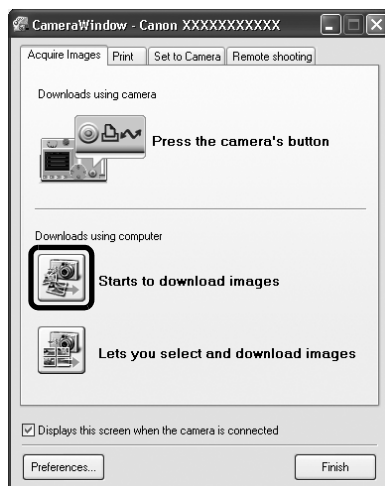 CameraWindow - Canon XXXXXXXXXXX
Acquire Images Print Set to Camera Remote shooting
Downloads using camera
Press the camera's button
Downloads using computer
Starts to download images
Lets you select and download images
Displays this screen when the camera is connected
Preferences... Finish